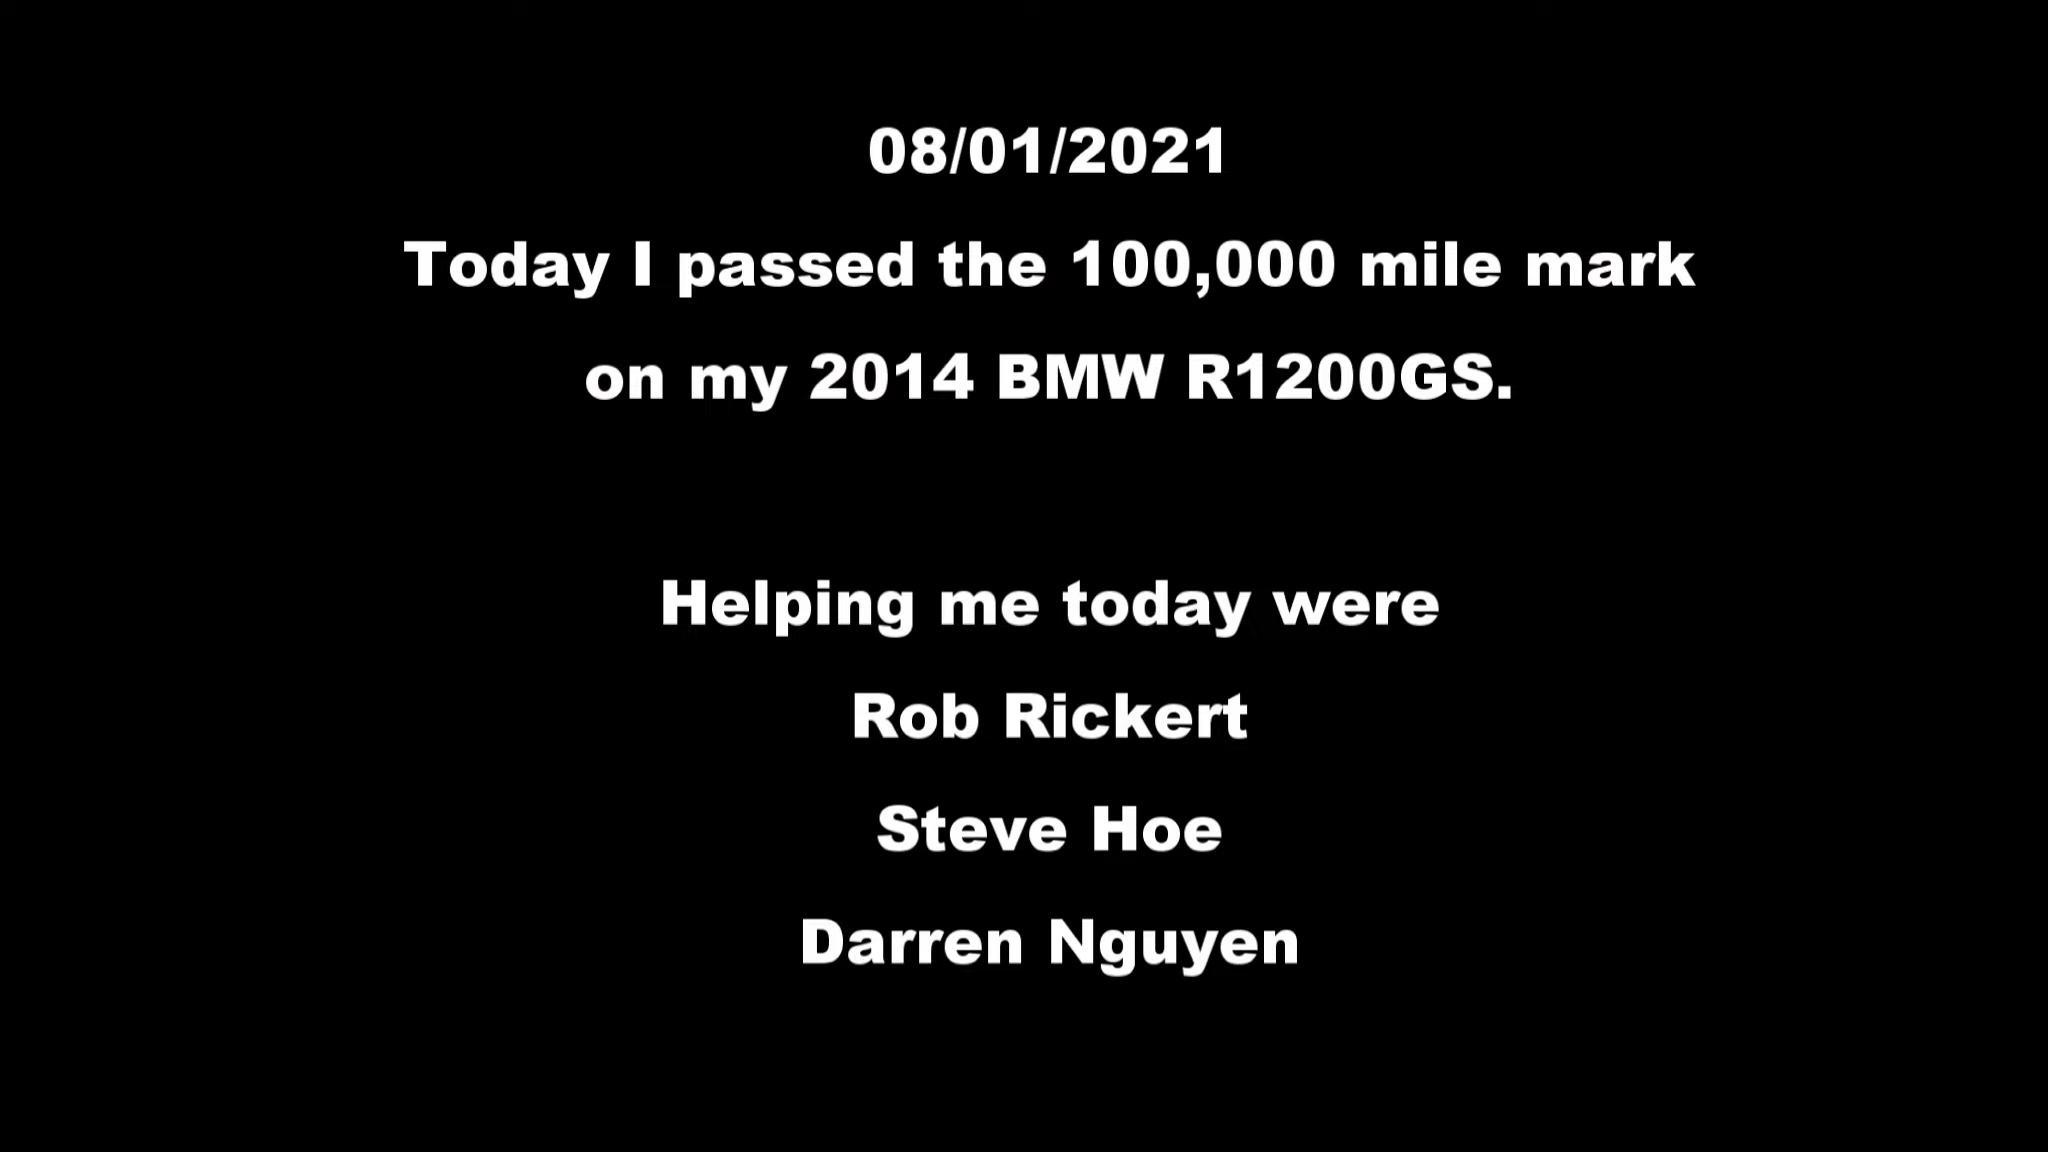 08/01/2021
Today I passed the 100,000 mile mark
on my 2014 BMW R1200GS.
Helping me today were
Rob Rickert
Steve Hoe
Darren Nguyen